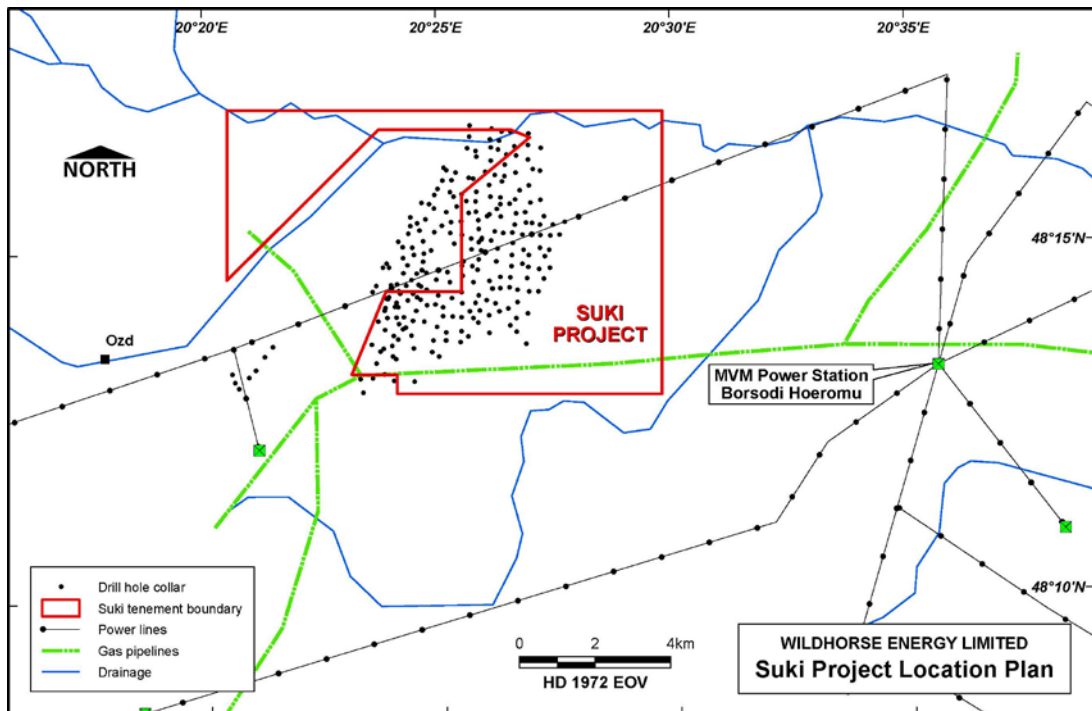 20°20'E
20°25'E
20°30'E
20°35'E
NORTH
48°15'N
SUKI
PROJECT
Ozd
MVM Power Station
Borsodi Hoeromu
48°10'N
Drill hole collar
Suki tenement boundary
Power lines
Gas pipelines
Drainage
0 2 4km
HD 1972 EOV
WILDHORSE ENERGY LIMITED
Suki Project Location Plan